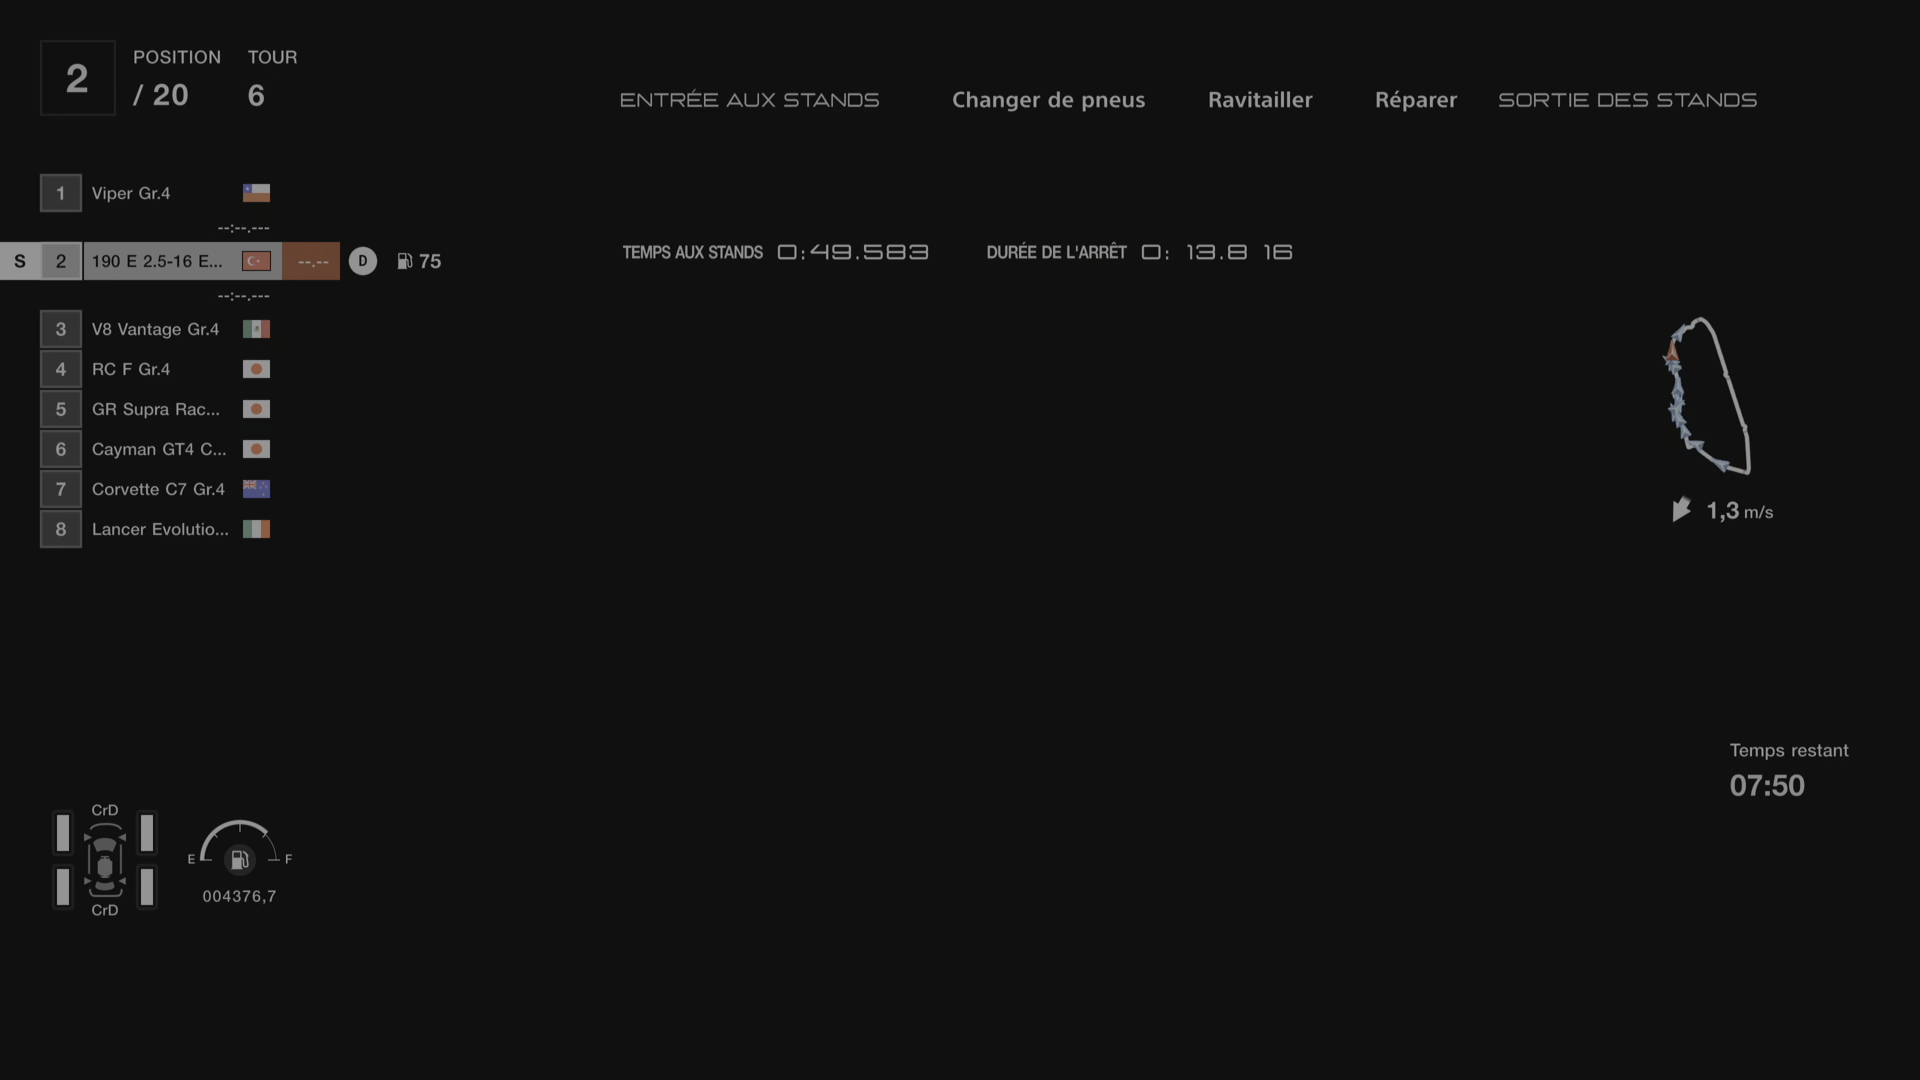 2 POSITION TOUR
/ 20 6
ENTRÉE AUX STANDS Changer de pneus Ravitailler Réparer SORTIE DES STANDS
1 Viper Gr.4
--:--.---
S 2 190 E 2.5-16 E... --.-- D 75
--:--.---
TEMPS AUX STANDS 0:49.583 DURÉE DE L'ARRÊT 0: 13.8 16
3 V8 Vantage Gr.4
4 RC F Gr.4
5 GR Supra Rac...
6 Cayman GT4 C...
7 Corvette C7 Gr.4
8 Lancer Evolutio...
1,3 m/s
Temps restant
07:50
CrD
CrD
E F
004376,7